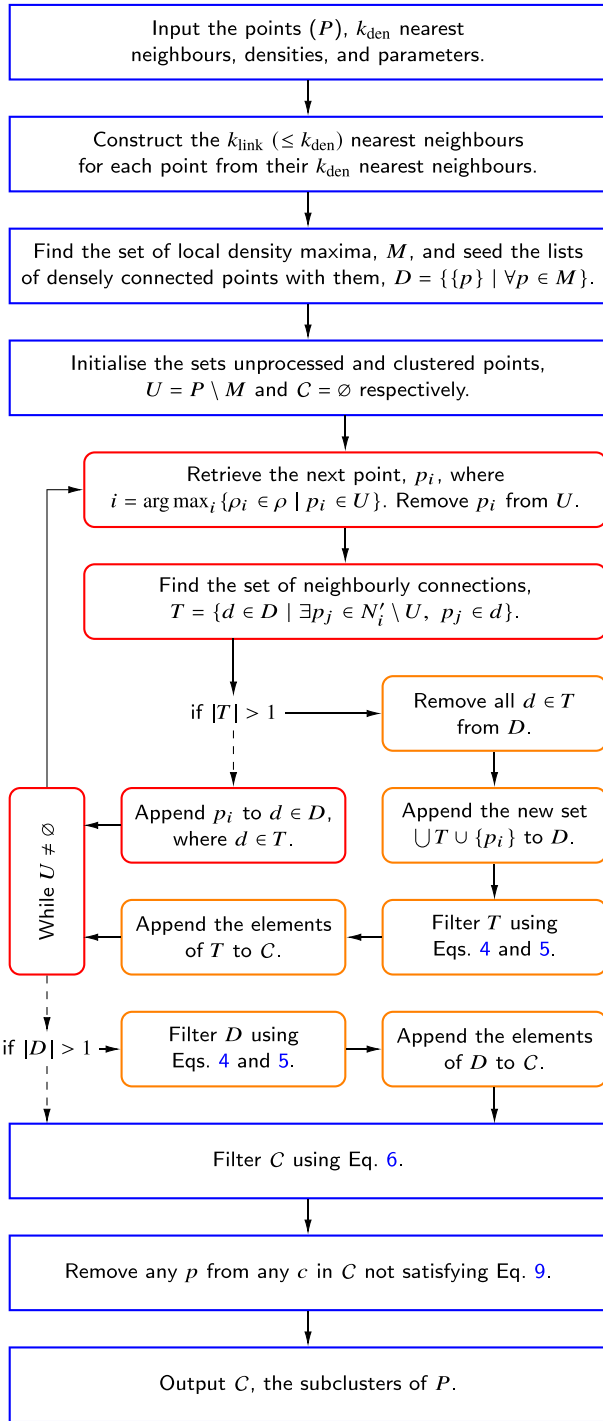 Input the points (P), k_den nearest
neighbours, densities, and parameters.
Construct the k_link (≤ k_den) nearest neighbours
for each point from their k_den nearest neighbours.
Find the set of local density maxima, M, and seed the lists
of densely connected points with them, D = {{p} | ∀p ∈ M}.
Initialise the sets unprocessed and clustered points,
U = P \ M and C = ∅ respectively.
Retrieve the next point, p_i, where
i = arg max_i {ρ_i ∈ ρ | p_i ∈ U}. Remove p_i from U.
Find the set of neighbourly connections,
T = {d ∈ D | ∃p_j ∈ N′_i \ U, p_j ∈ d}.
if |T| > 1
Remove all d ∈ T
from D.
While U ≠ ∅
Append p_i to d ∈ D,
where d ∈ T.
Append the new set
⋃ T ∪ {p_i} to D.
Append the elements
of T to C.
Filter T using
Eqs. 4 and 5.
if |D| > 1
Filter D using
Eqs. 4 and 5.
Append the elements
of D to C.
Filter C using Eq. 6.
Remove any p from any c in C not satisfying Eq. 9.
Output C, the subclusters of P.